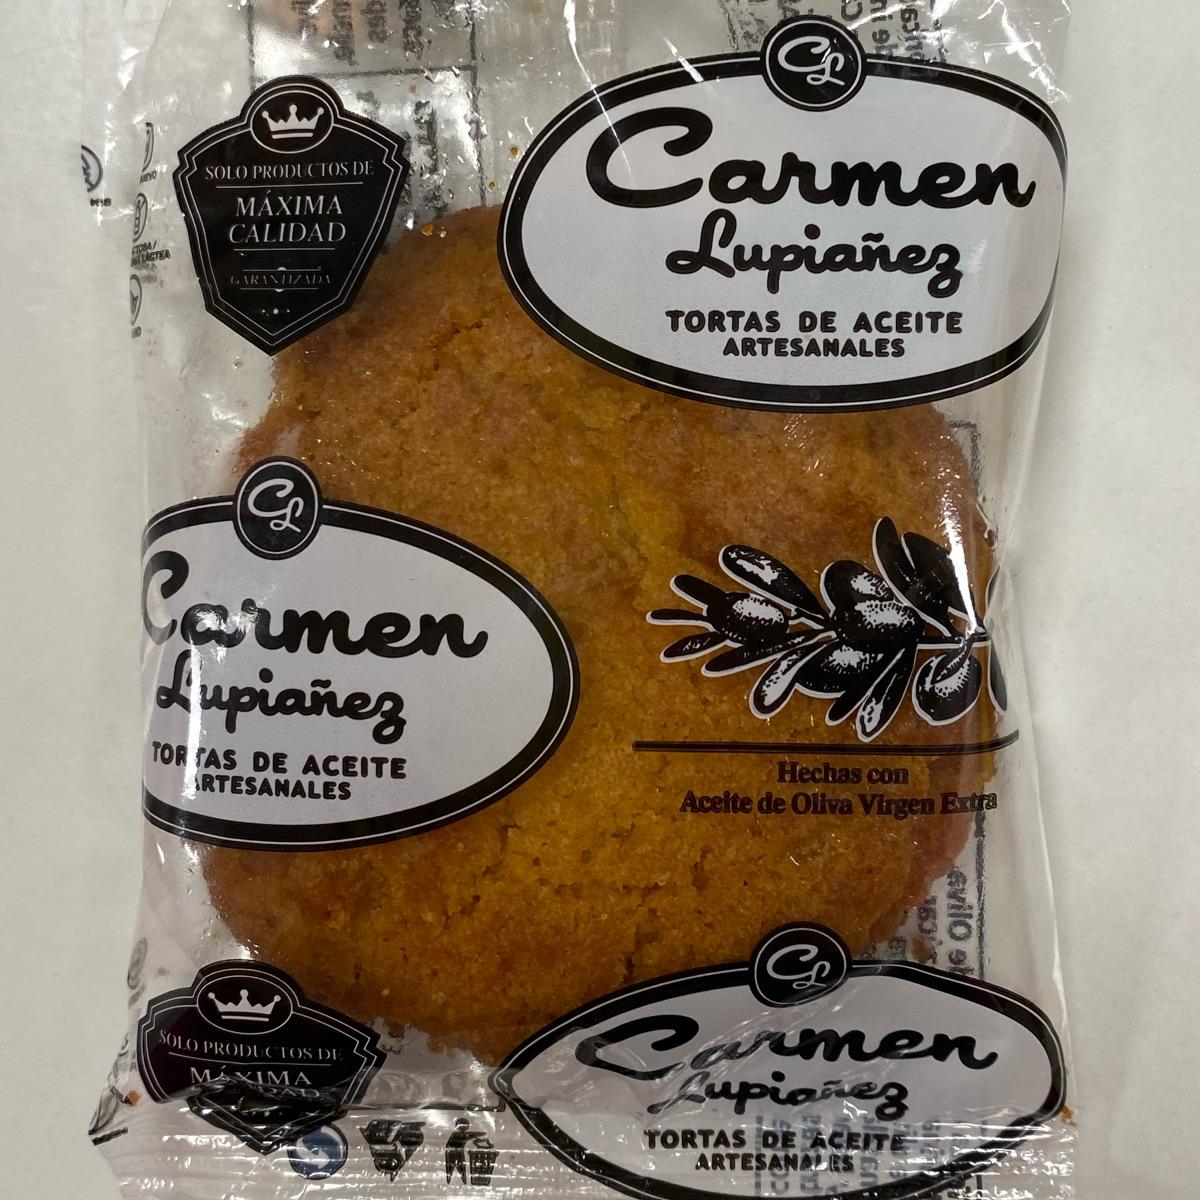 CL
Carmen
Lupiañez
TORTAS DE ACEITE
ARTESANALES
SOLO PRODUCTOS DE
MÁXIMA
CALIDAD
GARANTIZADA
CL
Carmen
Lupiañez
TORTAS DE ACEITE
ARTESANALES
Hechas con
Aceite de Oliva Virgen Extra
de Oliva
CL
Carmen
Lupiañez
TORTAS DE ACEITE
ARTESANALES
SOLO PRODUCTOS DE
MÁXIMA